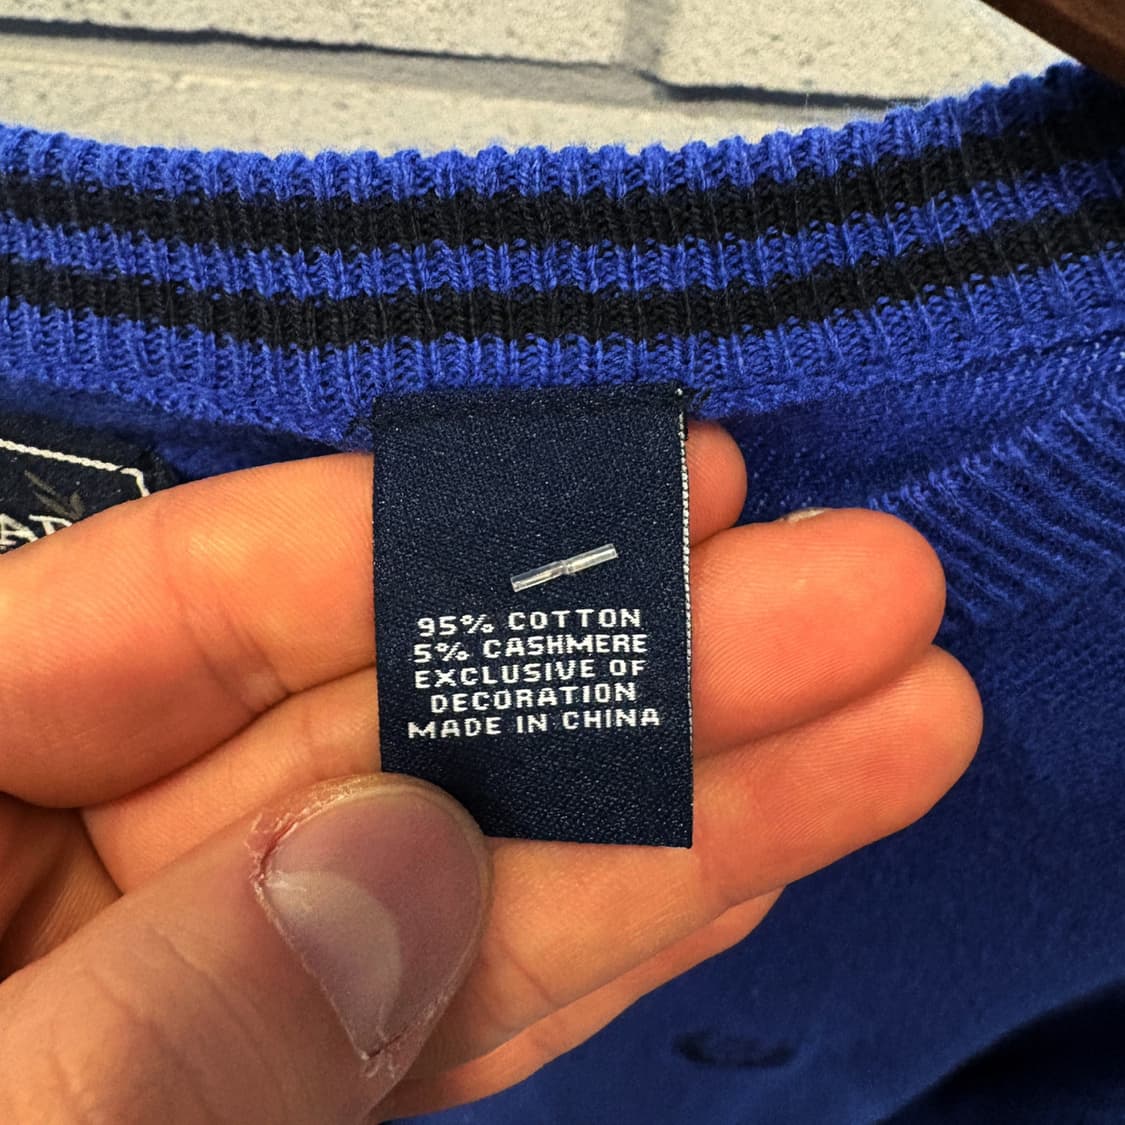 95% COTTON
5% CASHMERE
EXCLUSIVE OF
DECORATION
MADE IN CHINA